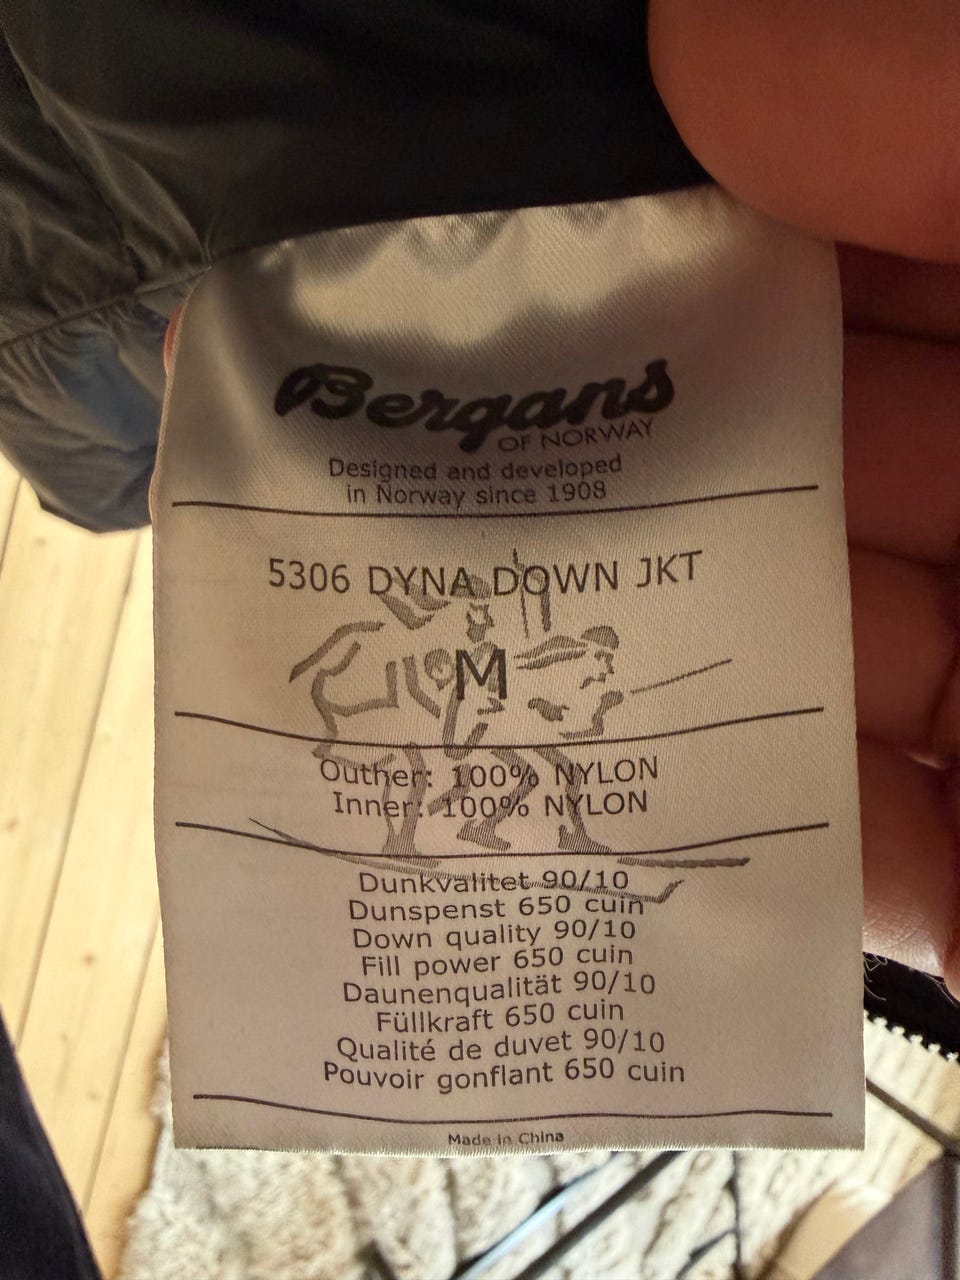 Bergans
OF NORWAY
Designed and developed
in Norway since 1908
5306 DYNA DOWN JKT
M
Outher: 100% NYLON
Inner: 100% NYLON
Dunkvalitet 90/10
Dunspenst 650 cuin
Down quality 90/10
Fill power 650 cuin
Daunenqualität 90/10
Füllkraft 650 cuin
Qualité de duvet 90/10
Pouvoir gonflant 650 cuin
Made in China